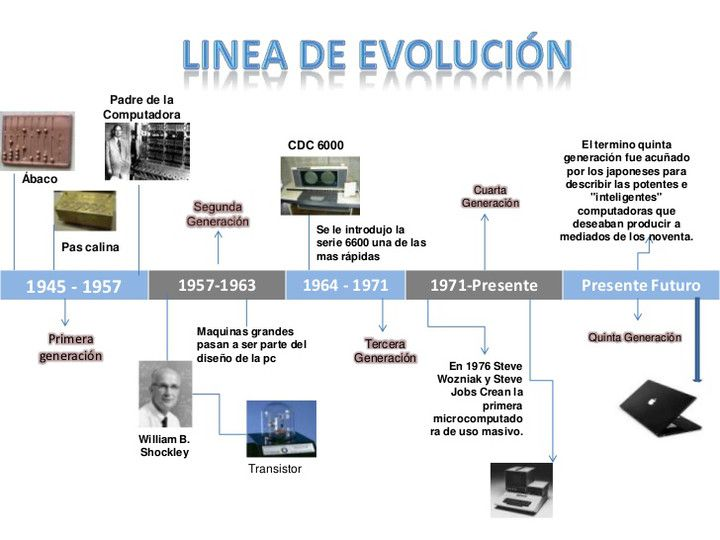 LINEA DE EVOLUCIÓN
Padre de la
Computadora
Ábaco
Pas calina
Segunda
Generación
CDC 6000
Se le introdujo la
serie 6600 una de las
mas rápidas
Cuarta
Generación
El termino quinta
generación fue acuñado
por los japoneses para
describir las potentes e
"inteligentes"
computadoras que
deseaban producir a
mediados de los noventa.
1945 - 1957
1957-1963
1964 - 1971
1971-Presente
Presente Futuro
Primera
generación
Maquinas grandes
pasan a ser parte del
diseño de la pc
William B.
Shockley
Transistor
Tercera
Generación
En 1976 Steve
Wozniak y Steve
Jobs Crean la
primera
microcomputado
ra de uso masivo.
Quinta Generación